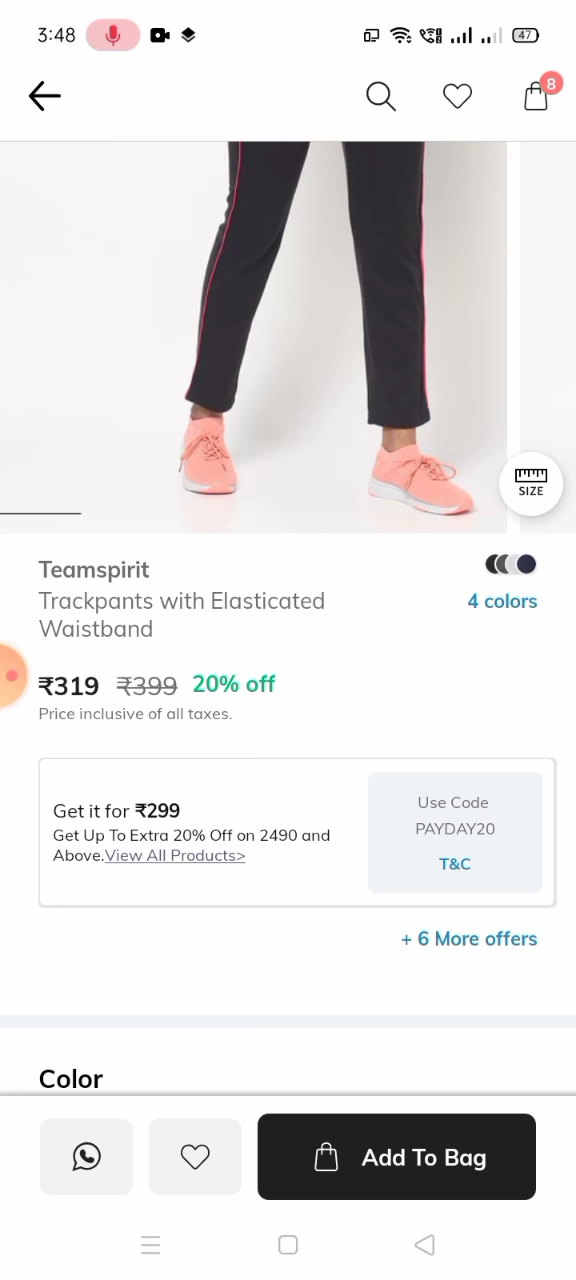 3:48
47
8
SIZE
Teamspirit
Trackpants with Elasticated
Waistband
4 colors
₹319 ₹399 20% off
Price inclusive of all taxes.
Get it for ₹299
Get Up To Extra 20% Off on 2490 and
Above.View All Products>
Use Code
PAYDAY20
T&C
+ 6 More offers
Color
Add To Bag